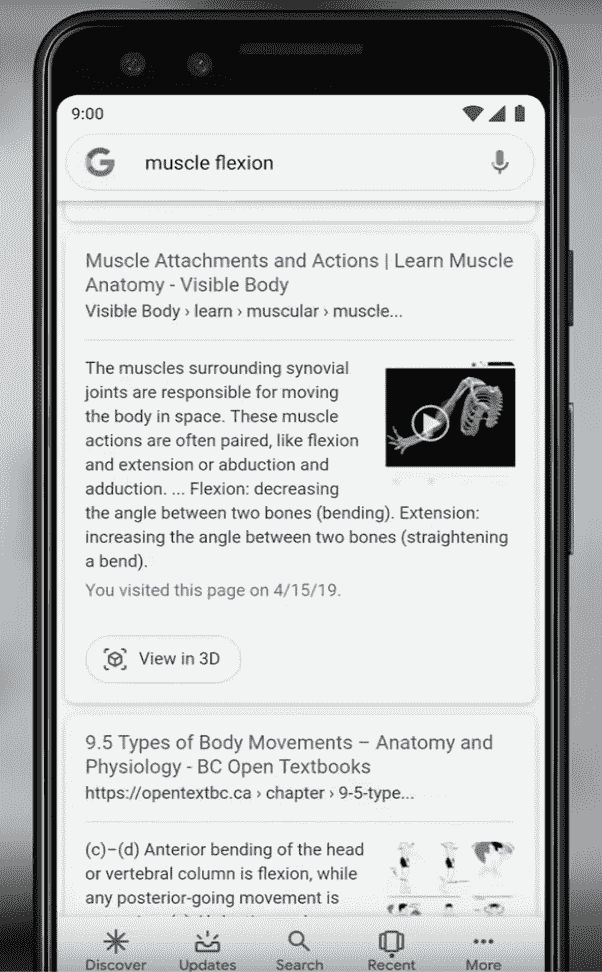 9:00
G
muscle flexion
Muscle Attachments and Actions | Learn Muscle
Anatomy - Visible Body
Visible Body › learn › muscular › muscle...
The muscles surrounding synovial
joints are responsible for moving
the body in space. These muscle
actions are often paired, like flexion
and extension or abduction and
adduction. ... Flexion: decreasing
the angle between two bones (bending). Extension:
increasing the angle between two bones (straightening
a bend).
You visited this page on 4/15/19.
View in 3D
9.5 Types of Body Movements – Anatomy and
Physiology - BC Open Textbooks
https://opentextbc.ca › chapter › 9-5-type...
(c)–(d) Anterior bending of the head
or vertebral column is flexion, while
any posterior-going movement is
Discover
Updates
Search
Recent
More